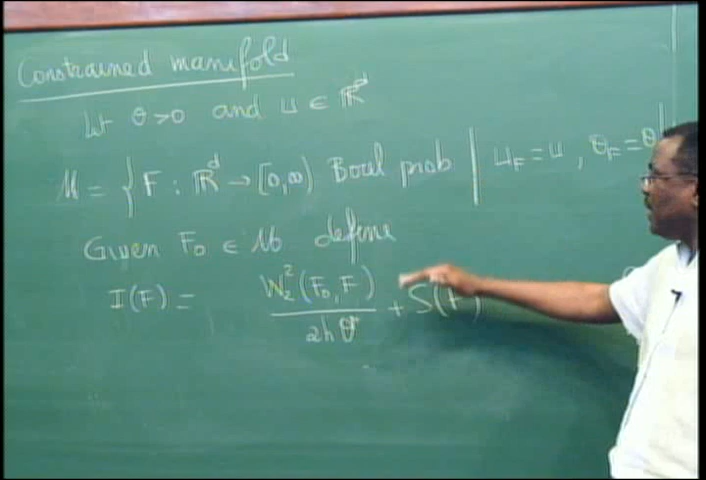 Constrained manifold
Let θ>0 and u ∈ ℝ^d
M = { F : ℝ^d → [0,∞) Borel prob | u_F = u , θ_F = θ
Given F_0 ∈ M define
I(F) = W_2^2(F_0, F) / 2hθ + S(F)